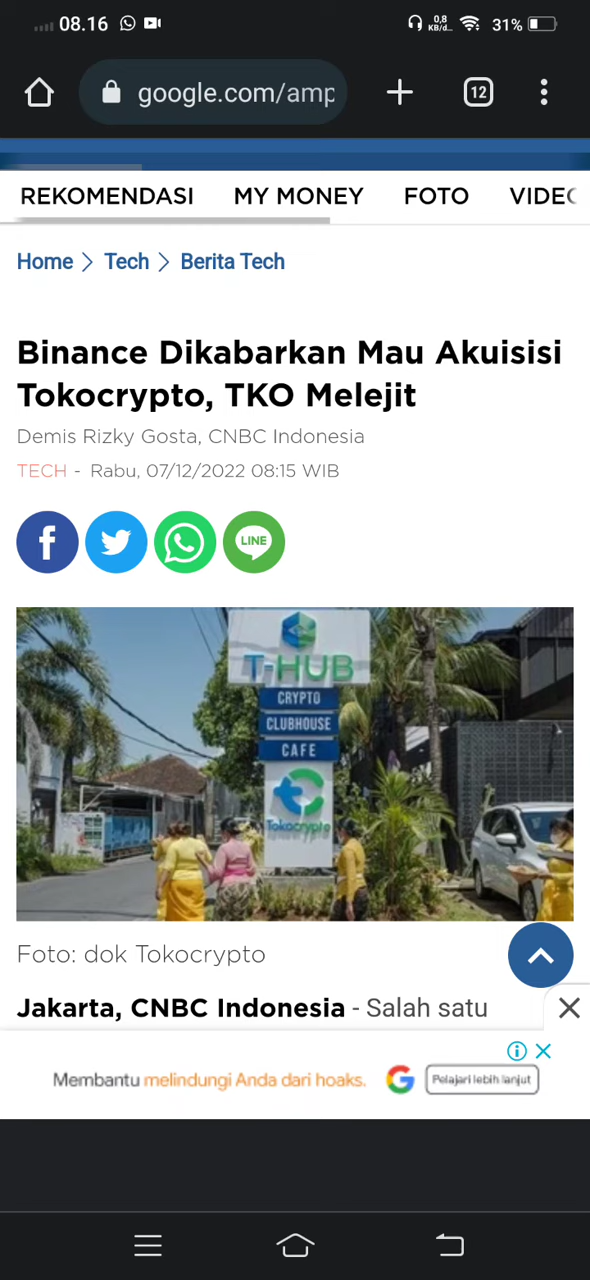 08.16
0,8
KB/d...
31%
google.com/amp
12
REKOMENDASI MY MONEY FOTO VIDEO
Home > Tech > Berita Tech
Binance Dikabarkan Mau Akuisisi
Tokocrypto, TKO Melejit
Demis Rizky Gosta, CNBC Indonesia
TECH - Rabu, 07/12/2022 08:15 WIB
LINE
T-HUB
CRYPTO
CLUBHOUSE
CAFE
Tokocrypto
Foto: dok Tokocrypto
Jakarta, CNBC Indonesia - Salah satu
Membantu melindungi Anda dari hoaks.
Pelajari lebih lanjut